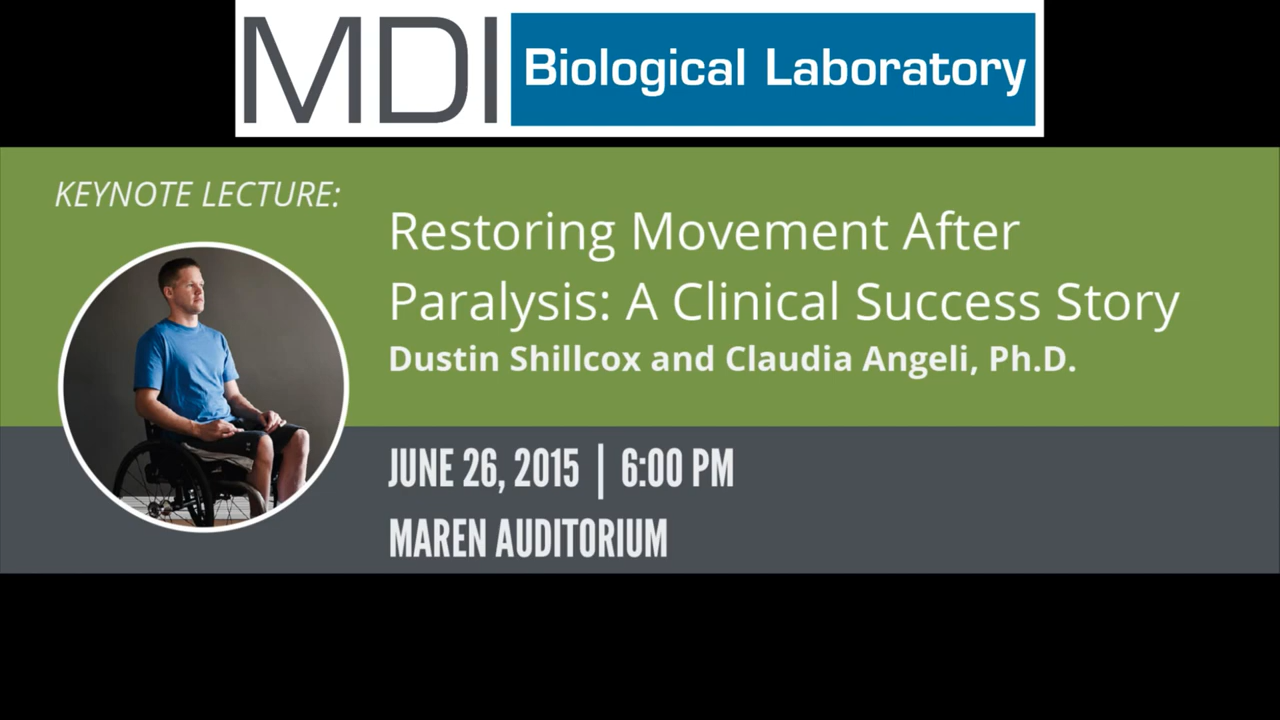 MDI Biological Laboratory
KEYNOTE LECTURE:
Restoring Movement After
Paralysis: A Clinical Success Story
Dustin Shillcox and Claudia Angeli, Ph.D.
JUNE 26, 2015 | 6:00 PM
MAREN AUDITORIUM